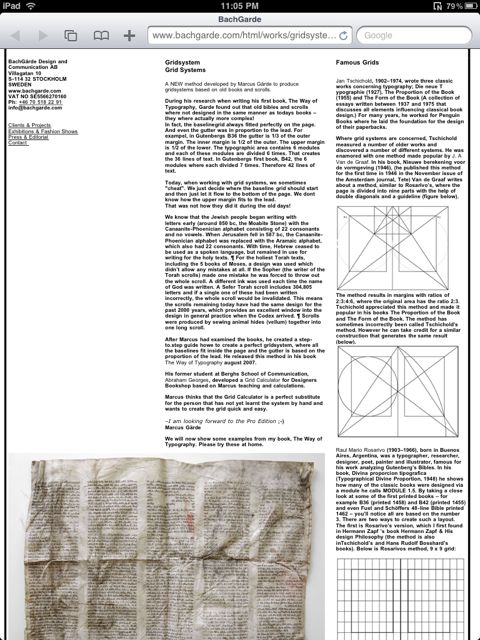 iPad
11:05 PM
79%
BachGarde
www.bachgarde.com/html/works/gridsyste...
Google
BachGärde Design and
Communication AB
Villagatan 10
S-114 32 STOCKHOLM
SWEDEN
www.bachgarde.com
VAT NO SE5566270160
Ph: +46 70 518 22 91
info@bachgarde.com
Clients & Projects
Exhibitions & Fashion Shows
Press & Editorial
Contact
Gridsystem
Grid Systems
A NEW method developed by Marcus Gärde to produce
gridsystems based on old books and scrolls.
During his research when writing his first book, The Way
of Typography, Garde found out that old bibles and scrolls
where not designed in the same manner as todays books –
they where actually more complex!
In fact, the baselinegrid always fitted perfectly on the page.
And even the gutter was in proportion to the lead. For
exampel, in Gutenbergs B36 the gutter is 1/3 of the outer
margin. The inner margin is 1/2 of the outer. The upper margin
is 1/2 of the lower. The typographic area contains 6 modules
and each of these modules are devided 6 times. That creates
the 36 lines of text. In Gutenbergs first book, B42, the 6
modules where each devided 7 times. Therefore 42 lines of
text.
Today, when working with grid systems, we sometimes
"cheat". We just decide where the baseline grid should start
and then just let it flow to the bottom of the page. We dont
know how the upper margin fits to the lead.
That was not how they did it during the old days!
We know that the Jewish people began writing with
letters early (around 850 bc, the Moabite Stone) with the
Canaanite-Phoenician alphabet consisting of 22 consonants
and no vowels. When Jerusalem fell in 587 bc, the Canaanite-
Phoenician alphabet was replaced with the Aramaic alphabet,
which also had 22 consonants. With time, Hebrew ceased to
be used as a spoken language, but remained in use for
writing for the holy texts. ¶ For the holiest Torah texts,
including the 5 books of Moses, a design was used which
didn't allow any mistakes at all. If the Sopher (the writer of the
Torah scrolls) made one mistake he was forced to throw out
the whole scroll. A different ink was used each time the name
of God was written. A Sefer Torah scroll includes 304,805
letters and if a single one of these had been written
incorrectly, the whole scroll would be invalidated. This means
the scrolls remaining today have had the same design for the
past 2000 years, which provides an excellent window into the
design in general practice when the Codex arrived. ¶ Scrolls
were produced by sewing animal hides (vellum) together into
one long scroll.
After Marcus had examined the books, he created a step-
to.step guide howe to create a perfect gridsystem, where all
the baselines fit inside the page and the gutter is based on
the proportion of the lead. He released this method in his book
The Way of Typography august 2007.
His former student at Berghs School of Communication,
Abraham Georges, developed a Grid Calculator for Designers
Bookshop based on Marcus teaching and calculations.
Marcus thinks that the Grid Calculator is a perfect substitute
for the person that has not yet learnt the system by hand and
wants to create the grid quick and easy.
–I am looking forward to the Pro Edition ;-)
Marcus Gärde
We will now show some examples from my book, The Way of
Typography. Please try these at home.
Famous Grids
Jan Tschichold, 1902–1974, wrote three classic
works concerning typography; Die neue T
ypographie (1927), The Proportion of the Book
(1955) and The Form of the Book (A collection of
essays written between 1937 and 1975 that
discusses all elements influencing classical book
design.) For many years, he worked for Penguin
Books where he laid the foundation for the design
of their paperbacks.
Where grid systems are concerned, Tschichold
measured a number of older works and
discovered a number of different systems. He was
enamored with one method made popular by J. A.
Van de Graaf. In his book, Nieuwe berekening voor
de vormgeving (1946), (he published this method
for the first time in 1946 in the November issue of
the Amsterdam journal, Tete) Van de Graaf writes
about a method, similar to Rosarivo's, where the
page is divided into nine parts with the help of
double diagonals and a guideline (figure below).
The method results in margins with ratios of
2:3:4:6, where the original area has the ratio 2:3.
Tschichold appreciated this method and made it
popular in his books The Proportion of the Book
and The Form of the Book. The method has
sometimes incorrectly been called Tschichold's
method. However he can take credit for a similar
construction that generates the same result
(below).
Raul Mario Rosarivo (1903–1966), born in Buenos
Aires, Argentina, was a typographer, researcher,
designer, poet, painter and illustrator, famous for
his work analyzing Gutenberg's Bibles. In his
book, Divina proporcion tipografica
(Typographical Divine Proportion, 1948) he shows
how many of the classic books were designed via
a module he calls MODULE 1.5. By taking a close
look at some of the first printed books – for
example B36 (printed 1458) and B42 (printed 1455)
and even Fust and Schöffers 48-line Bible printed
1462 – you'll notice all are based on the number
3. There are two ways to create such a layout.
The first is Rosarivo's version, which I first found
in Hermann Zapf 's book Hermann Zapf & His
design Philosophy (the method is also
inTschichold's and Hans Rudolf Bosshard's
books). Below is Rosarivos method, 9 x 9 grid: